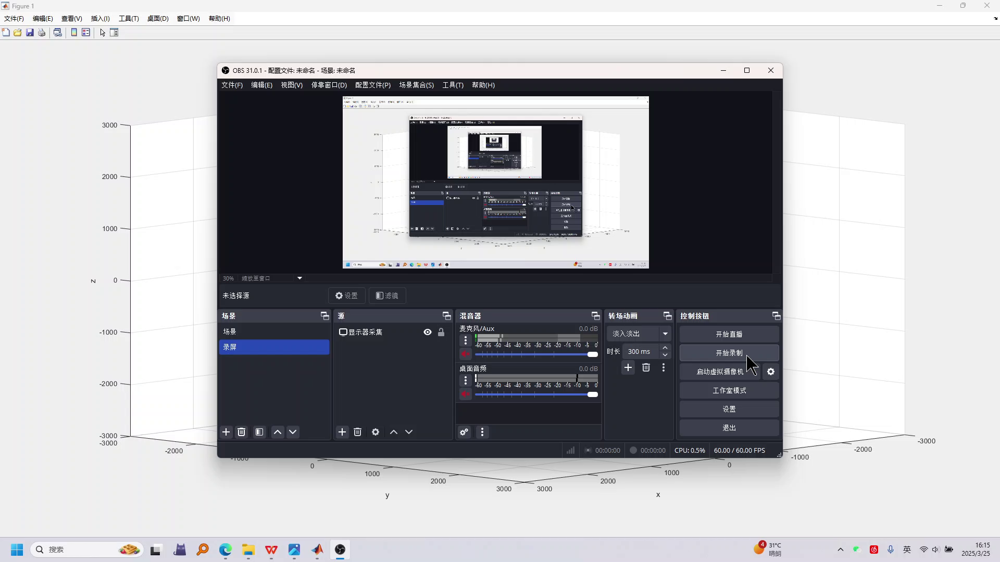 Figure 1
文件(F) 编辑(E) 查看(V) 插入(I) 工具(T) 桌面(D) 窗口(W) 帮助(H)
OBS 31.0.1 - 配置文件: 未命名 - 场景: 未命名
文件(F) 编辑(E) 视图(V) 停靠窗口(D) 配置文件(P) 场景集合(S) 工具(T) 帮助(H)
3000
2000
1000
z
0
-1000
-2000
-3000
-3000
-2000
-1000
0
1000
2000
3000
y
3000
2000
1000
0
-1000
-2000
-3000
x
30% 缩放至窗口
未选择源 设置 滤镜
场景
场景
录屏
源
显示器采集
混音器
麦克风/Aux 0.0 dB
-60 -55 -50 -45 -40 -35 -30 -25 -20 -15 -10 -5 0
桌面音频 0.0 dB
-60 -55 -50 -45 -40 -35 -30 -25 -20 -15 -10 -5 0
转场动画
淡入淡出
时长 300 ms
控制按钮
开始直播
开始录制
启动虚拟摄像机
工作室模式
设置
退出
00:00:00 00:00:00 CPU: 0.5% 60.00 / 60.00 FPS
搜索
4 31°C
晴朗
英
16:15
2025/3/25